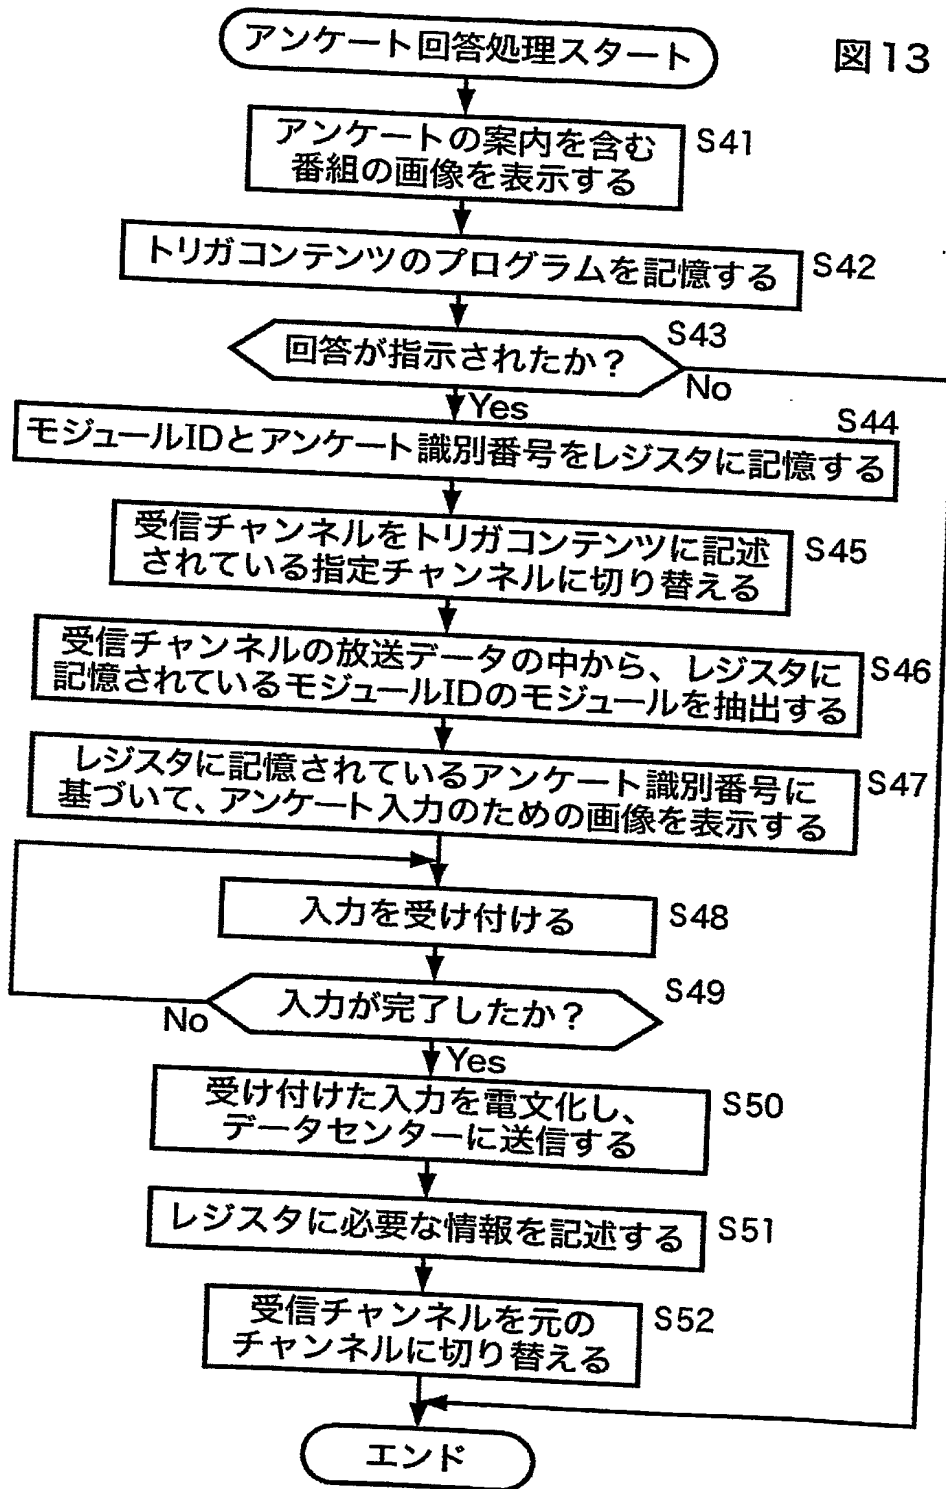 図13
アンケート回答処理スタート
アンケートの案内を含む
番組の画像を表示する
S41
トリガコンテンツのプログラムを記憶する
S42
回答が指示されたか？
S43
No
Yes
モジュールIDとアンケート識別番号をレジスタに記憶する
S44
受信チャンネルをトリガコンテンツに記述
されている指定チャンネルに切り替える
S45
受信チャンネルの放送データの中から、レジスタに
記憶されているモジュールIDのモジュールを抽出する
S46
レジスタに記憶されているアンケート識別番号に
基づいて、アンケート入力のための画像を表示する
S47
入力を受け付ける
S48
入力が完了したか？
S49
No
Yes
受け付けた入力を電文化し、
データセンターに送信する
S50
レジスタに必要な情報を記述する
S51
受信チャンネルを元の
チャンネルに切り替える
S52
エンド